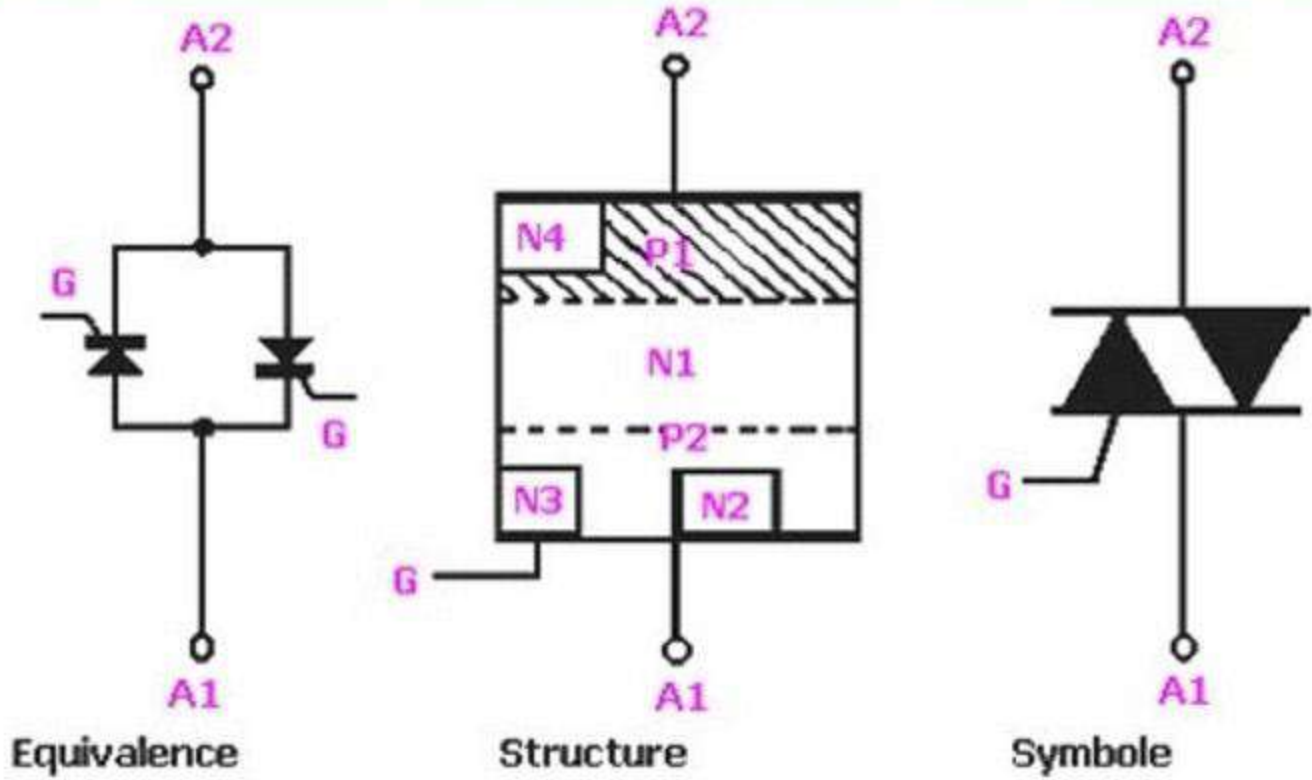 A2
G
G
A1
Equivalence
A2
N4
P1
N1
P2
N3
N2
G
A1
Structure
A2
G
A1
Symbole